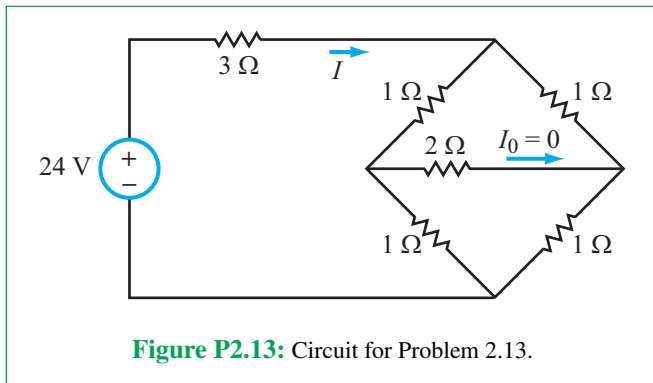 3 Ω
I
1 Ω
1 Ω
2 Ω
I₀ = 0
24 V
+
−
1 Ω
1 Ω
Figure P2.13: Circuit for Problem 2.13.